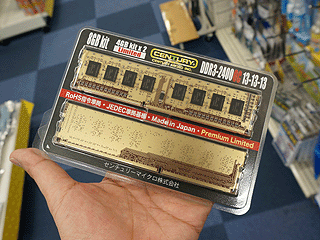 8GB kit
4GB kit x 2
Limited
CENTURY
DDR3-2400 13-13-13
RoHS指令準拠・JEDEC準拠基板・Made in Japan・Premium Limited
センチュリーマイクロ株式会社